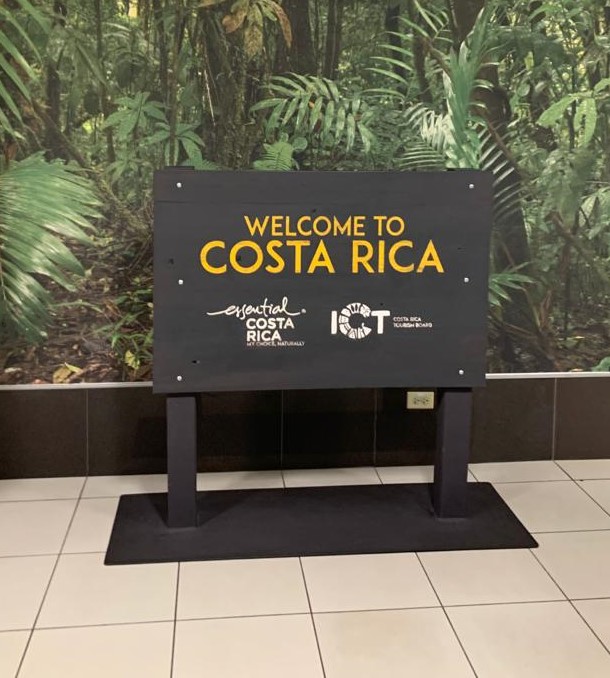 WELCOME TO
COSTA RICA
essential
COSTA
RICA
MY CHOICE, NATURALLY
ICT
COSTA RICA
TOURISM BOARD